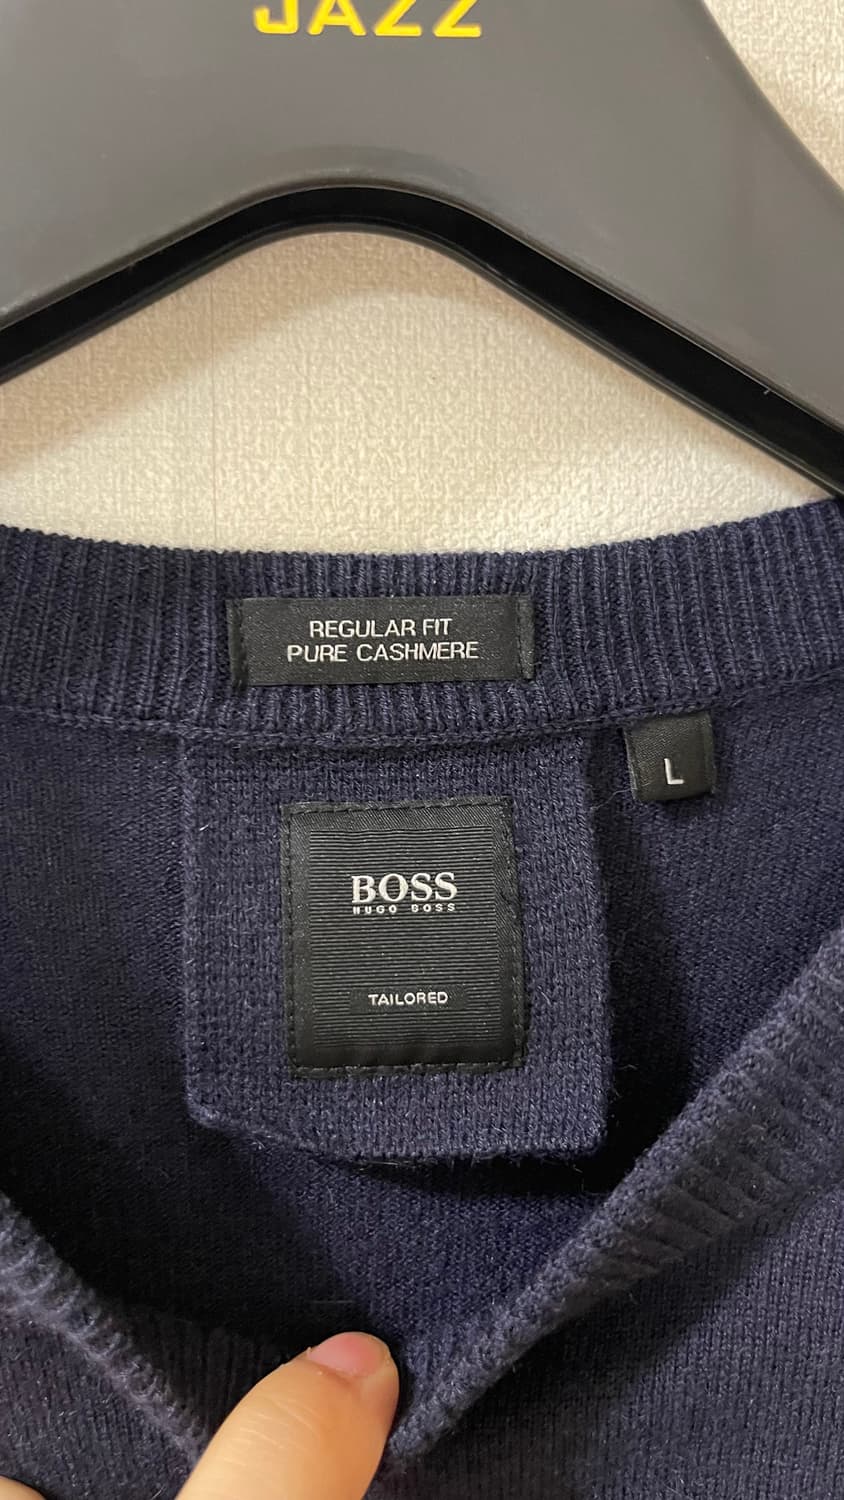 JAZZ
REGULAR FIT
PURE CASHMERE
L
BOSS
HUGO BOSS
TAILORED